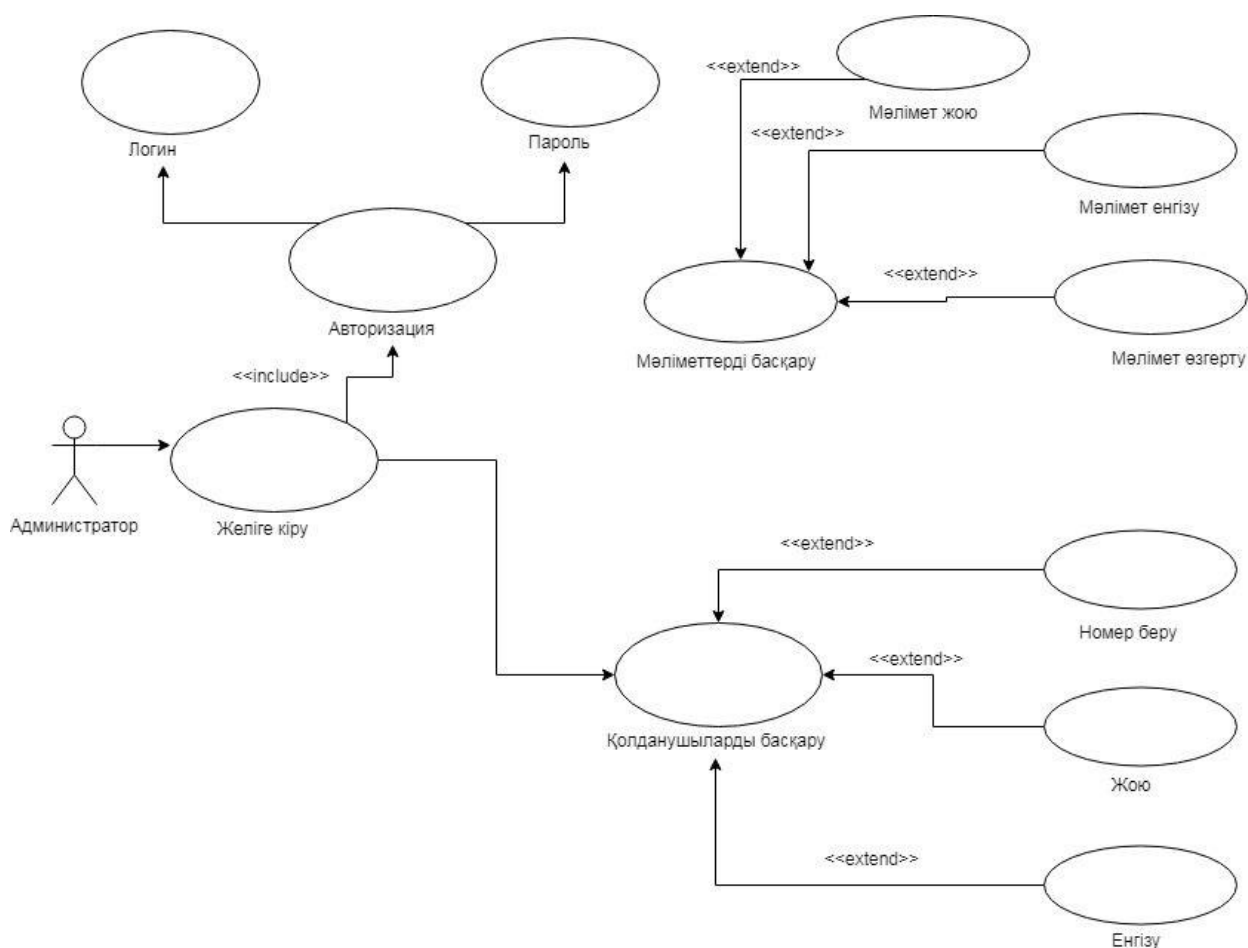 <<extend>>
Мәлімет жою
<<extend>>
Логин
Пароль
Мәлімет енгізу
<<extend>>
Авторизация
Мәліметтерді басқару
Мәлімет өзгерту
<<include>>
Администратор
Желіге кіру
<<extend>>
Номер беру
<<extend>>
Қолданушыларды басқару
Жою
<<extend>>
Енгізу